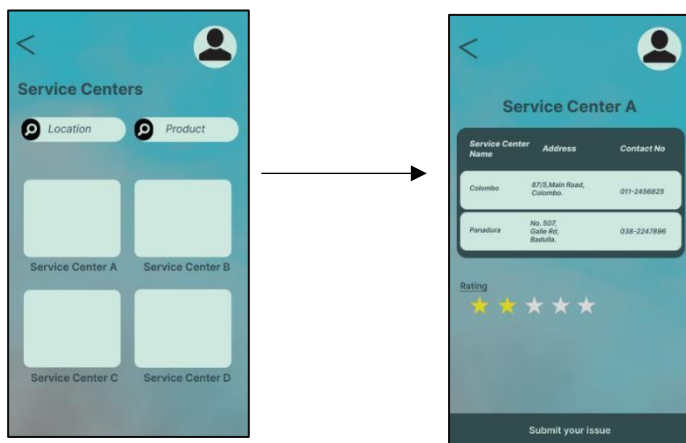 Service Centers
Location
Product
Service Center A
Service Center B
Service Center C
Service Center D
Service Center A
Service Center
Name
Address
Contact No
Colombo
87/5,Main Road,
Colombo.
011-2456825
Panadura
No. 507,
Galle Rd,
Badulla.
038-2247896
Rating
Submit your issue